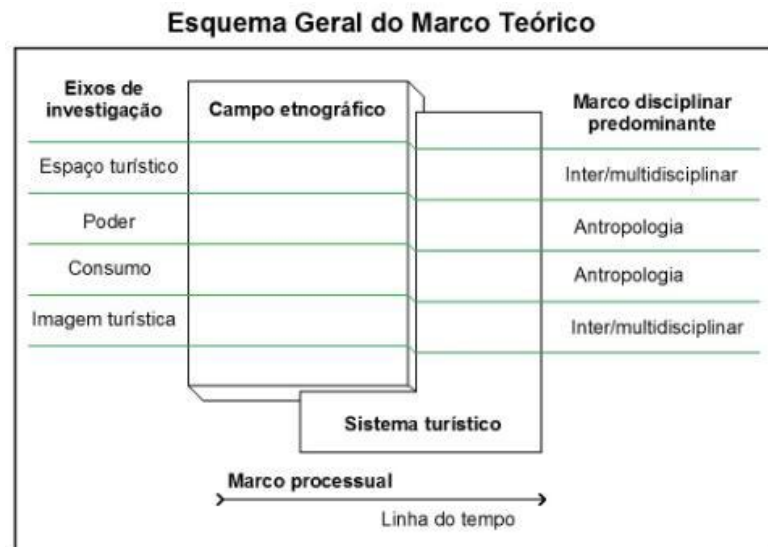 Esquema Geral do Marco Teórico
Eixos de
investigação
Campo etnográfico
Marco disciplinar
predominante
Espaço turístico
Inter/multidisciplinar
Poder
Antropologia
Consumo
Antropologia
Imagem turística
Inter/multidisciplinar
Sistema turístico
Marco processual
Linha do tempo